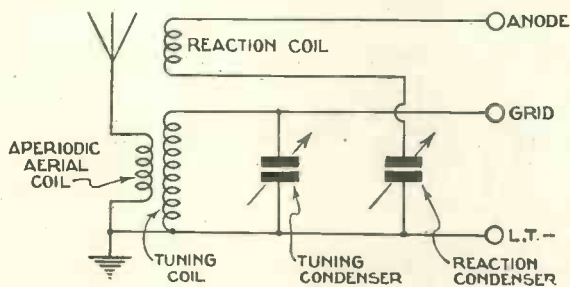 ANODE
REACTION COIL
GRID
APERIODIC
AERIAL
COIL
L.T.-
TUNING
COIL
TUNING
CONDENSER
REACTION
CONDENSER